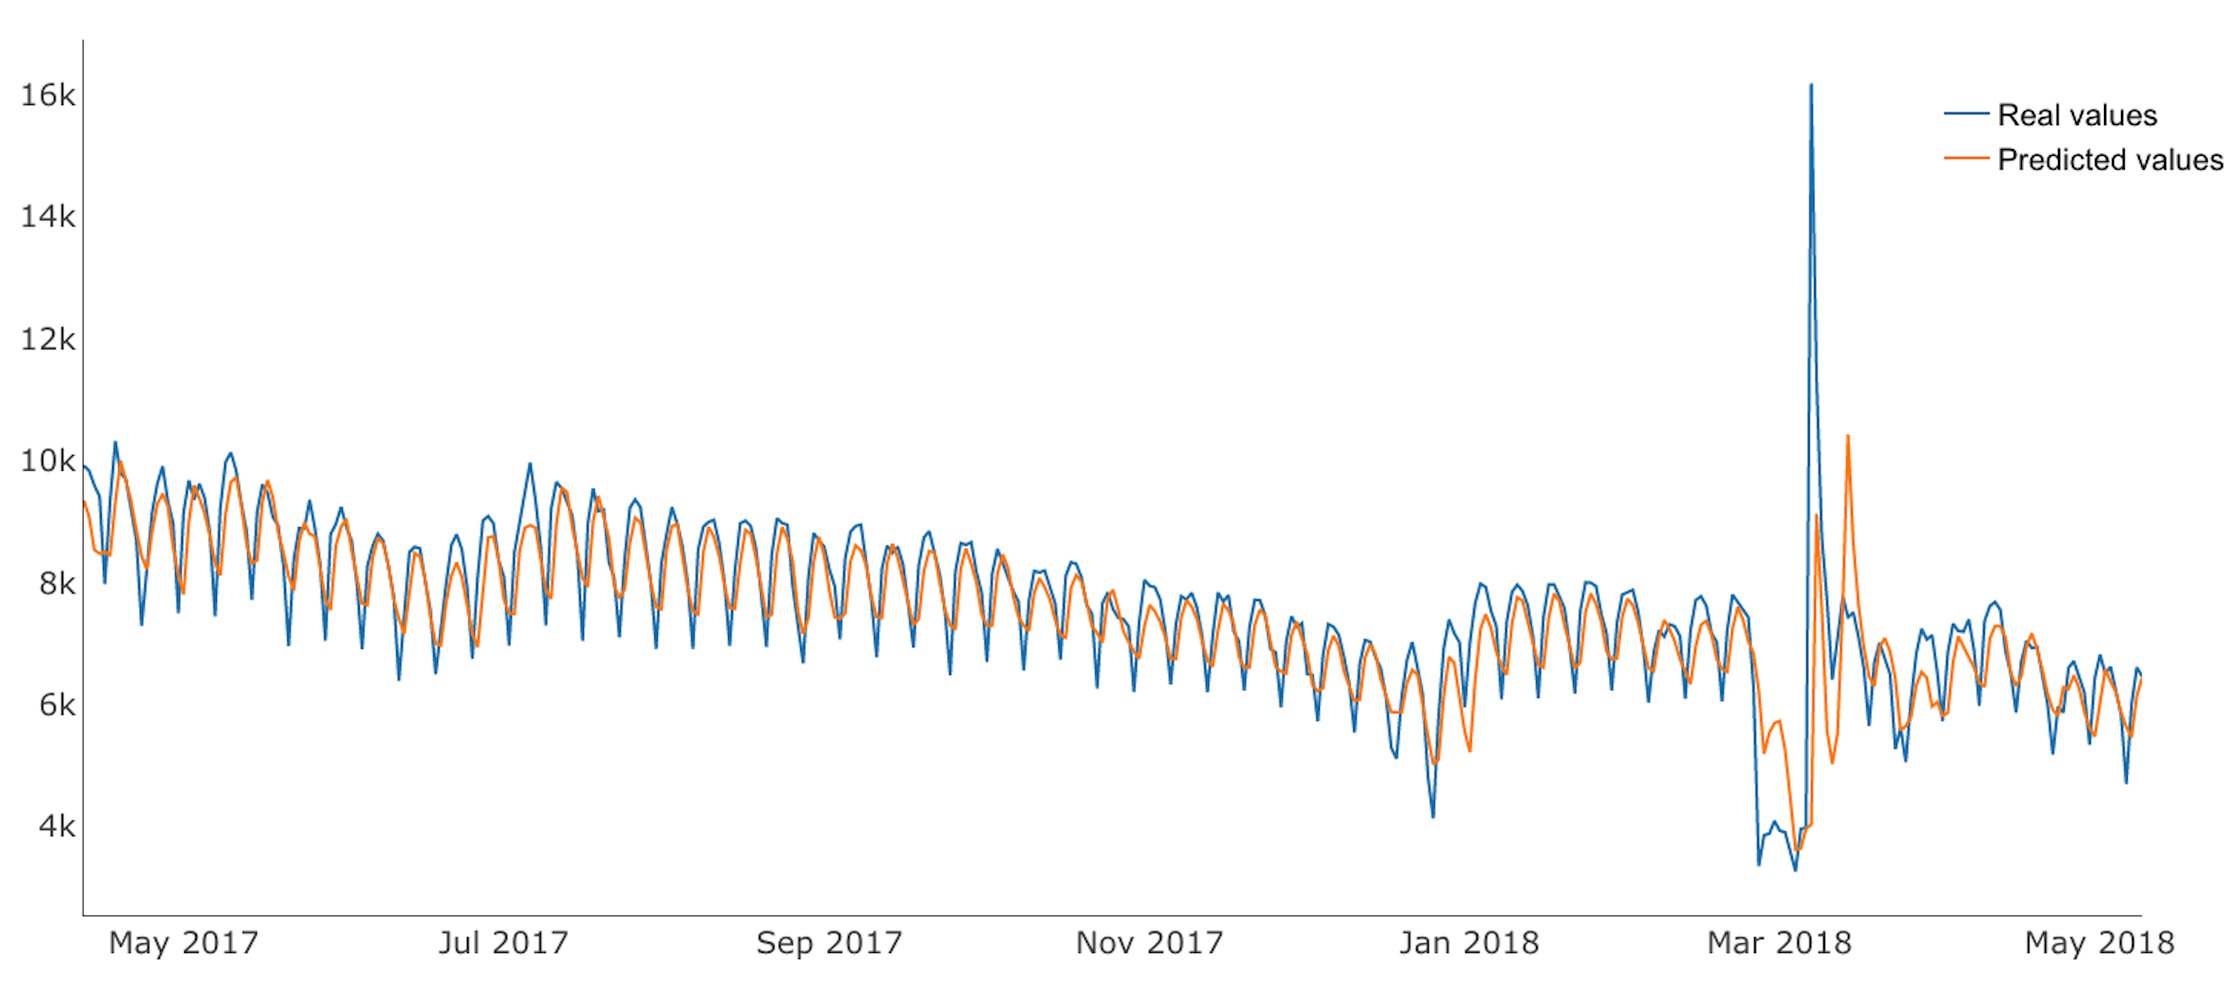 16k
14k
12k
10k
8k
6k
4k
Real values
Predicted values
May 2017
Jul 2017
Sep 2017
Nov 2017
Jan 2018
Mar 2018
May 2018